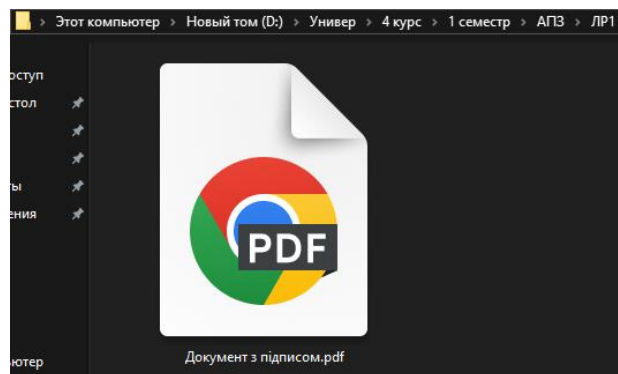 Этот компьютер > Новый том (D:) > Универ > 4 курс > 1 семестр > АПЗ > ЛР1
оступ
стол
ты
ения
PDF
Документ з підписом.pdf
ьютер